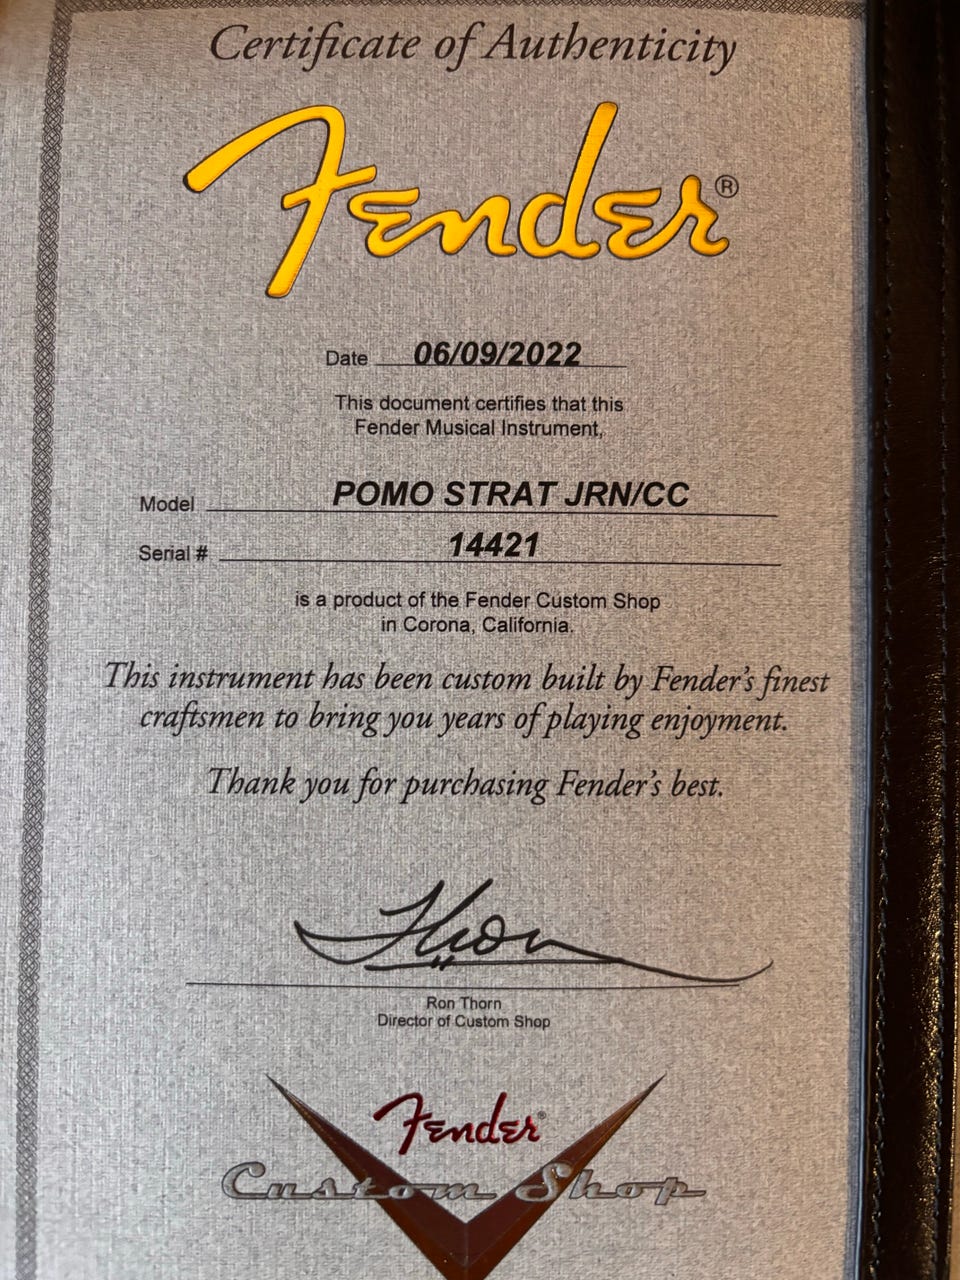 Certificate of Authenticity
Fender®
Date 06/09/2022
This document certifies that this
Fender Musical Instrument,
Model POMO STRAT JRN/CC
Serial # 14421
is a product of the Fender Custom Shop
in Corona, California.
This instrument has been custom built by Fender's finest
craftsmen to bring you years of playing enjoyment.
Thank you for purchasing Fender's best.
Thorn
Ron Thorn
Director of Custom Shop
Fender®
Custom Shop